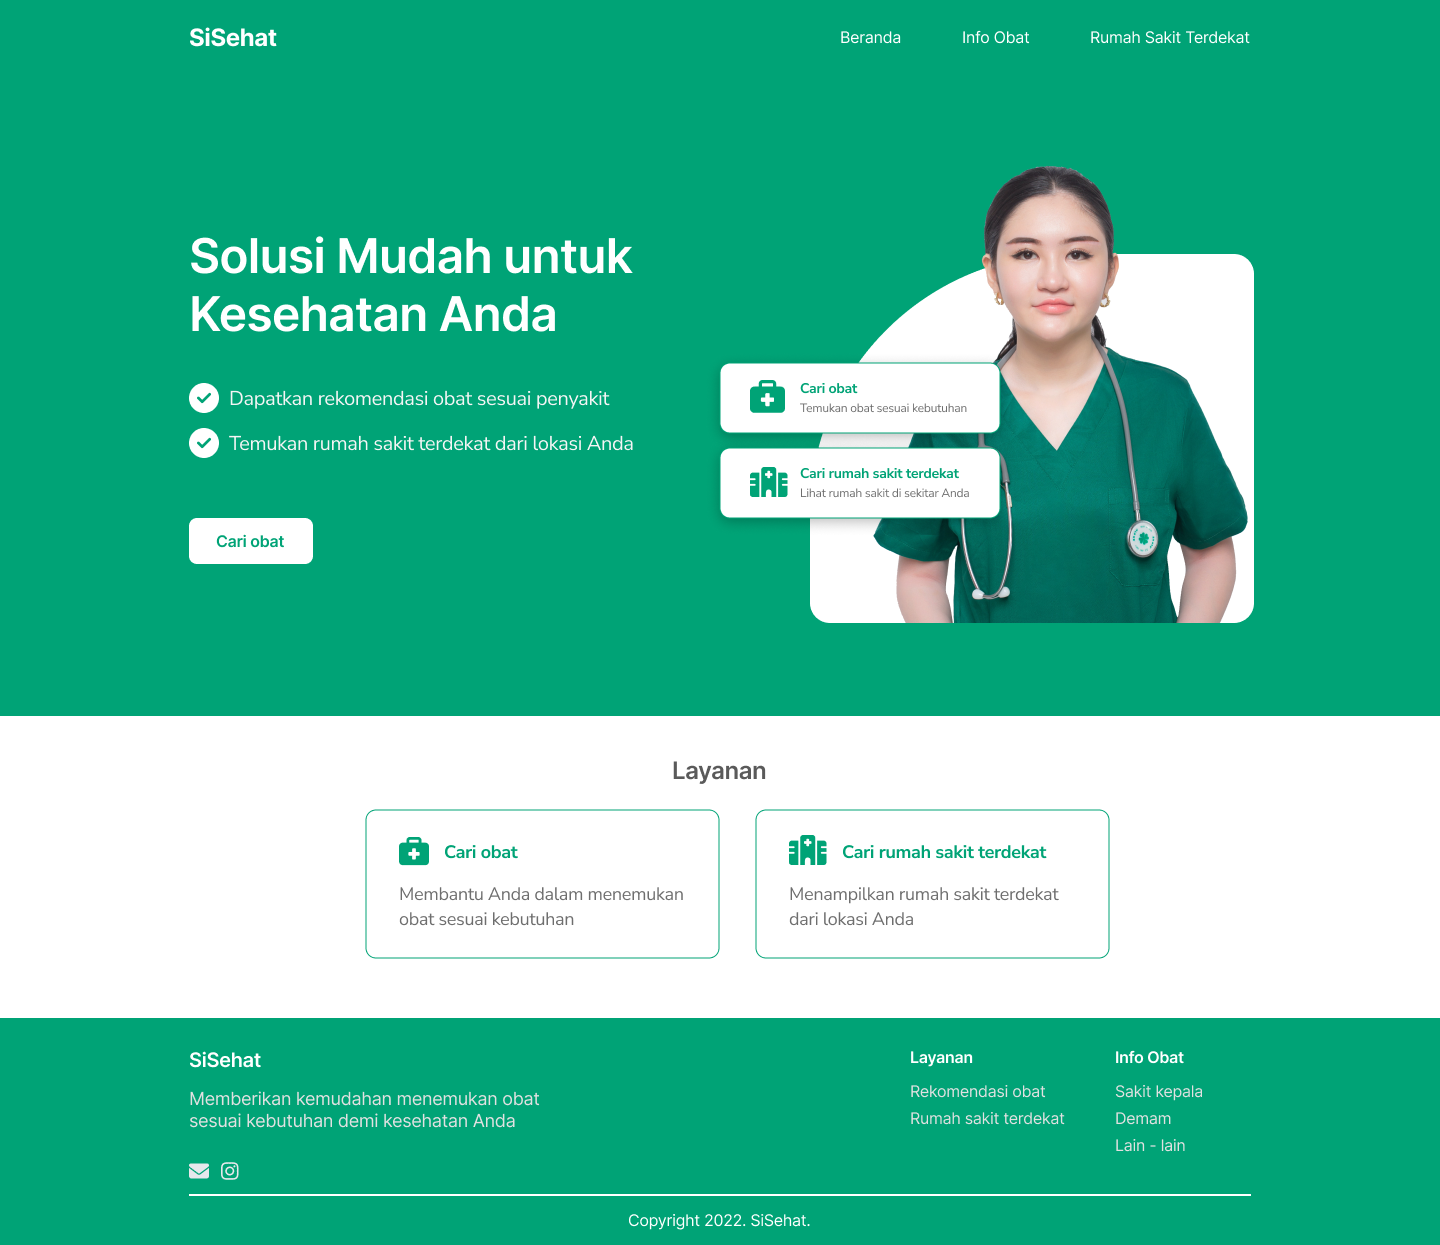 SiSehat
Beranda
Info Obat
Rumah Sakit Terdekat
Solusi Mudah untuk
Kesehatan Anda
Dapatkan rekomendasi obat sesuai penyakit
Temukan rumah sakit terdekat dari lokasi Anda
Cari obat
Cari obat
Temukan obat sesuai kebutuhan
Cari rumah sakit terdekat
Lihat rumah sakit di sekitar Anda
Layanan
Cari obat
Membantu Anda dalam menemukan
obat sesuai kebutuhan
Cari rumah sakit terdekat
Menampilkan rumah sakit terdekat
dari lokasi Anda
SiSehat
Memberikan kemudahan menemukan obat
sesuai kebutuhan demi kesehatan Anda
Layanan
Rekomendasi obat
Rumah sakit terdekat
Info Obat
Sakit kepala
Demam
Lain - lain
Copyright 2022. SiSehat.